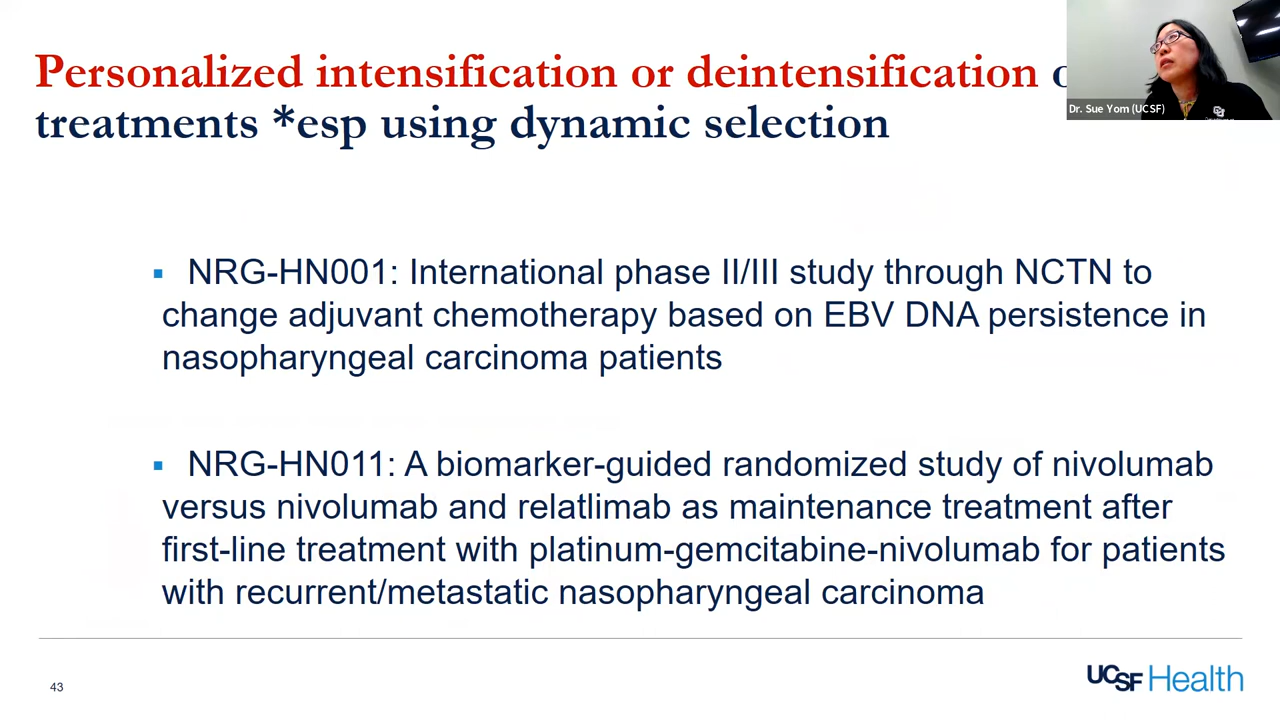 Personalized intensification or deintensification
treatments *esp using dynamic selection
Dr. Sue Yom (UCSF)
▪ NRG-HN001: International phase II/III study through NCTN to
change adjuvant chemotherapy based on EBV DNA persistence in
nasopharyngeal carcinoma patients
▪ NRG-HN011: A biomarker-guided randomized study of nivolumab
versus nivolumab and relatlimab as maintenance treatment after
first-line treatment with platinum-gemcitabine-nivolumab for patients
with recurrent/metastatic nasopharyngeal carcinoma
43
UCSF Health